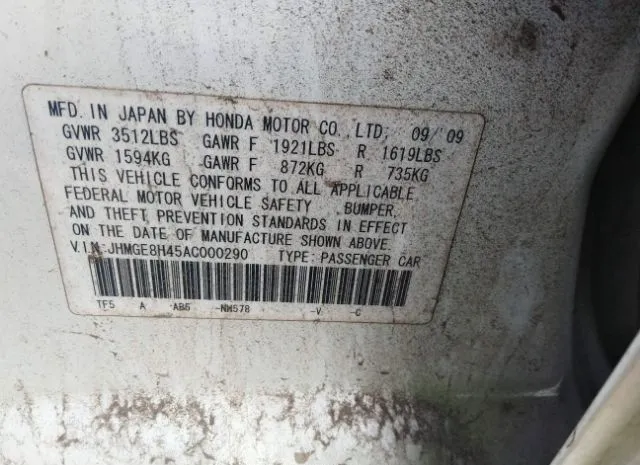 MFD. IN JAPAN BY HONDA MOTOR CO.,LTD. 09/09
GVWR 3512LBS GAWR F 1921LBS R 1619LBS
GVWR 1594KG GAWR F 872KG R 735KG
THIS VEHICLE CONFORMS TO ALL APPLICABLE
FEDERAL MOTOR VEHICLE SAFETY ,BUMPER,
AND THEFT PREVENTION STANDARDS IN EFFECT
ON THE DATE OF MANUFACTURE SHOWN ABOVE.
V.I.N:JHMGE8H45AC000290 TYPE: PASSENGER CAR
TF5 A -AB5 -NH578 -V -C